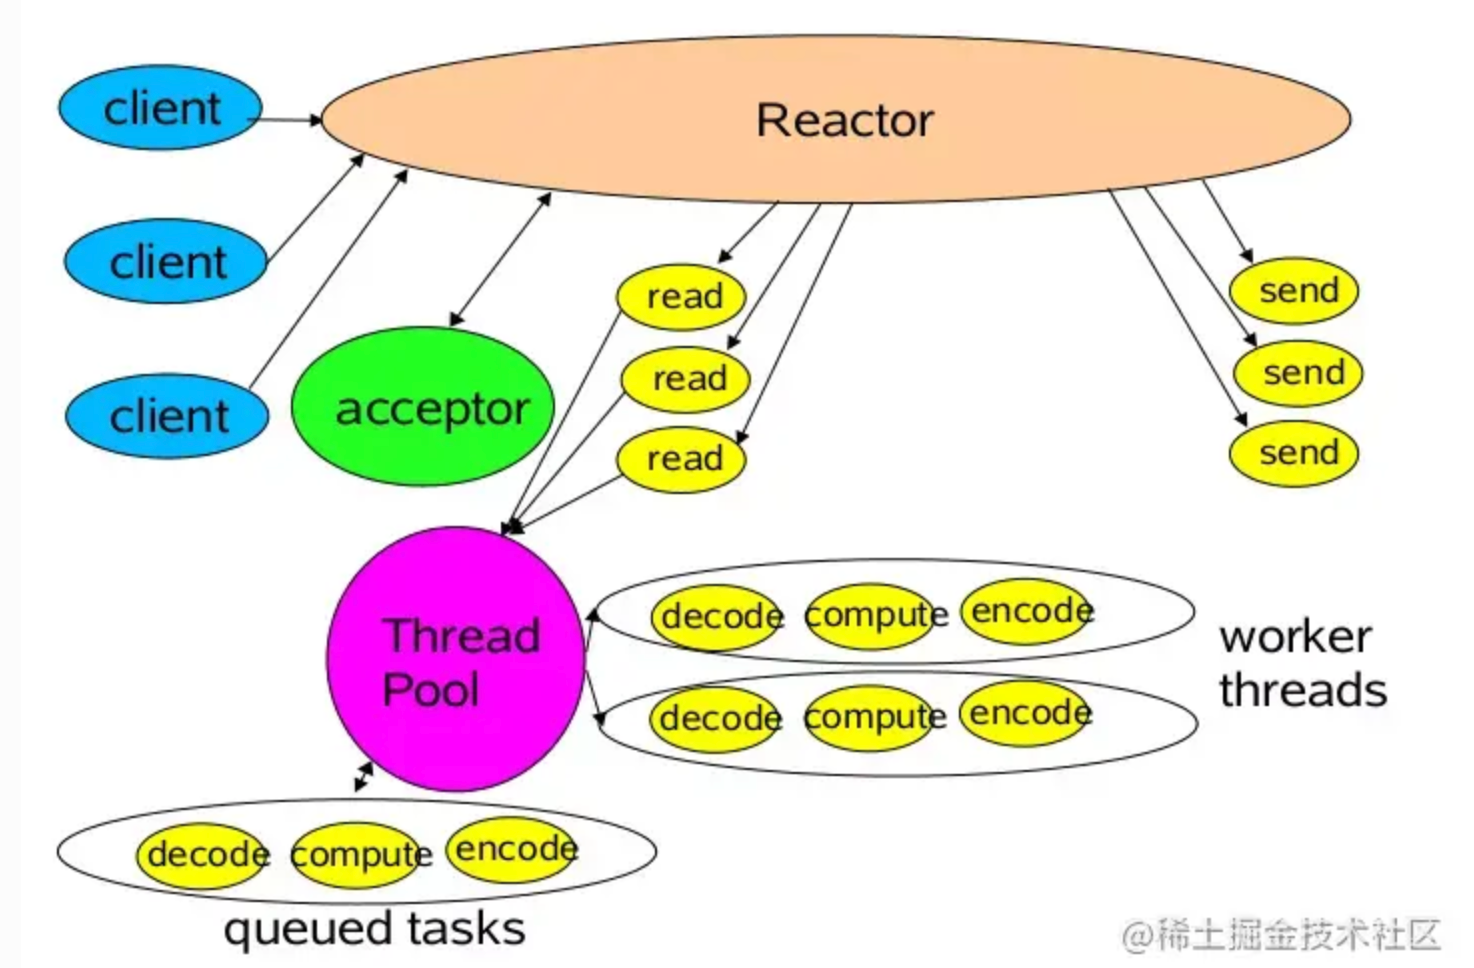 client
Reactor
client
client
acceptor
read
read
read
send
send
send
Thread
Pool
decode compute encode
decode compute encode
worker
threads
decode compute encode
queued tasks
@稀土掘金技术社区